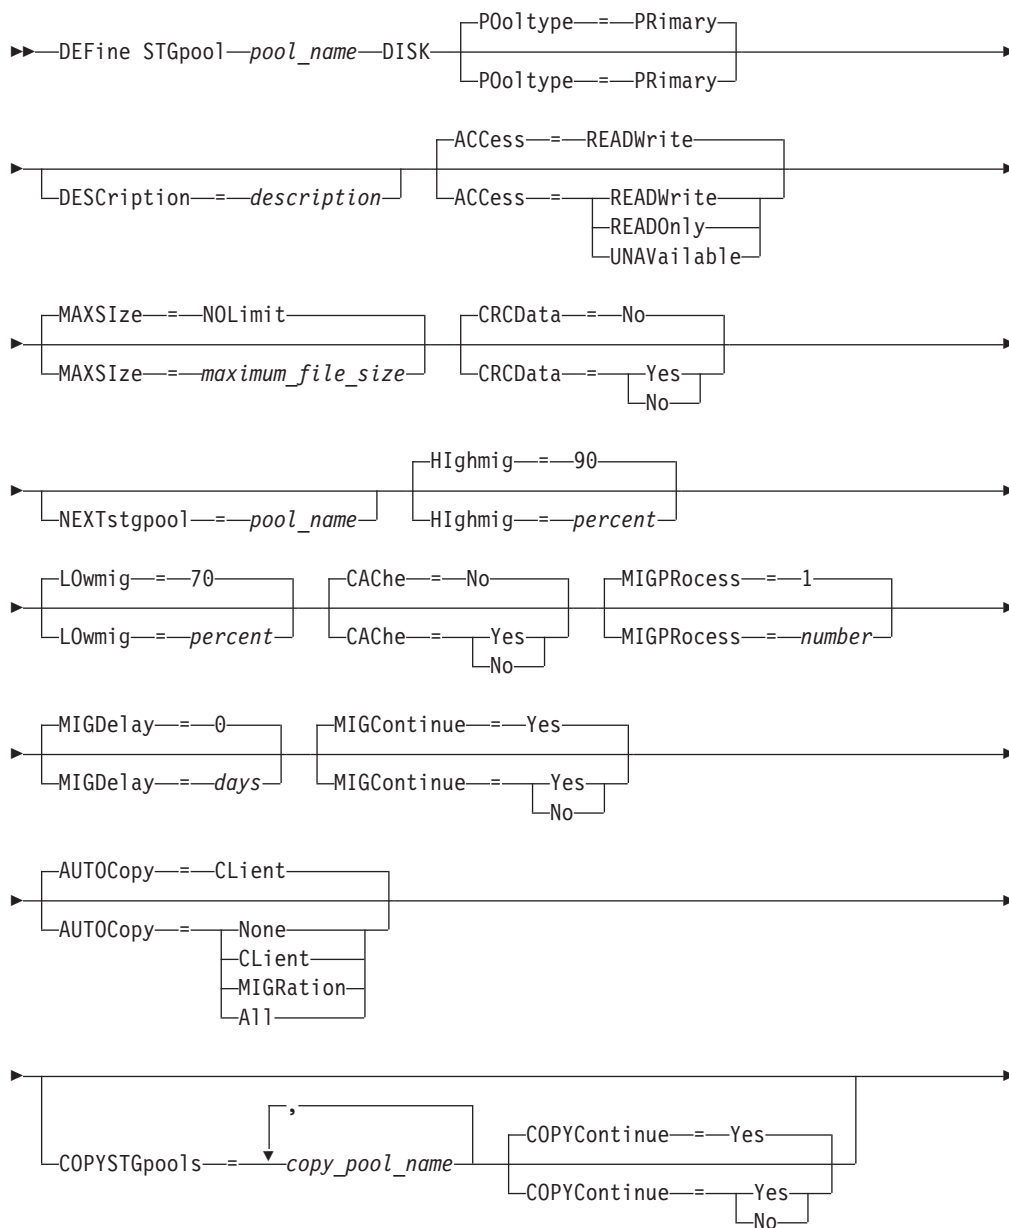 POoltype = PRimary
DEFine STGpool pool_name DISK
POoltype = PRimary
ACCess = READWrite
DESCription = description
ACCess = READWrite
READOnly
UNAVailable
MAXSIze = NOLimit
CRCData = No
MAXSIze = maximum_file_size
CRCData = Yes
No
HIghmig = 90
NEXTstgpool = pool_name
HIghmig = percent
LOwmig = 70
CAChe = No
MIGPRocess = 1
LOwmig = percent
CAChe = Yes
No
MIGPRocess = number
MIGDelay = 0
MIGContinue = Yes
MIGDelay = days
MIGContinue = Yes
No
AUTOCopy = CLient
AUTOCopy = None
CLient
MIGRation
All
,
COPYContinue = Yes
COPYSTGpools = copy_pool_name
COPYContinue = Yes
No